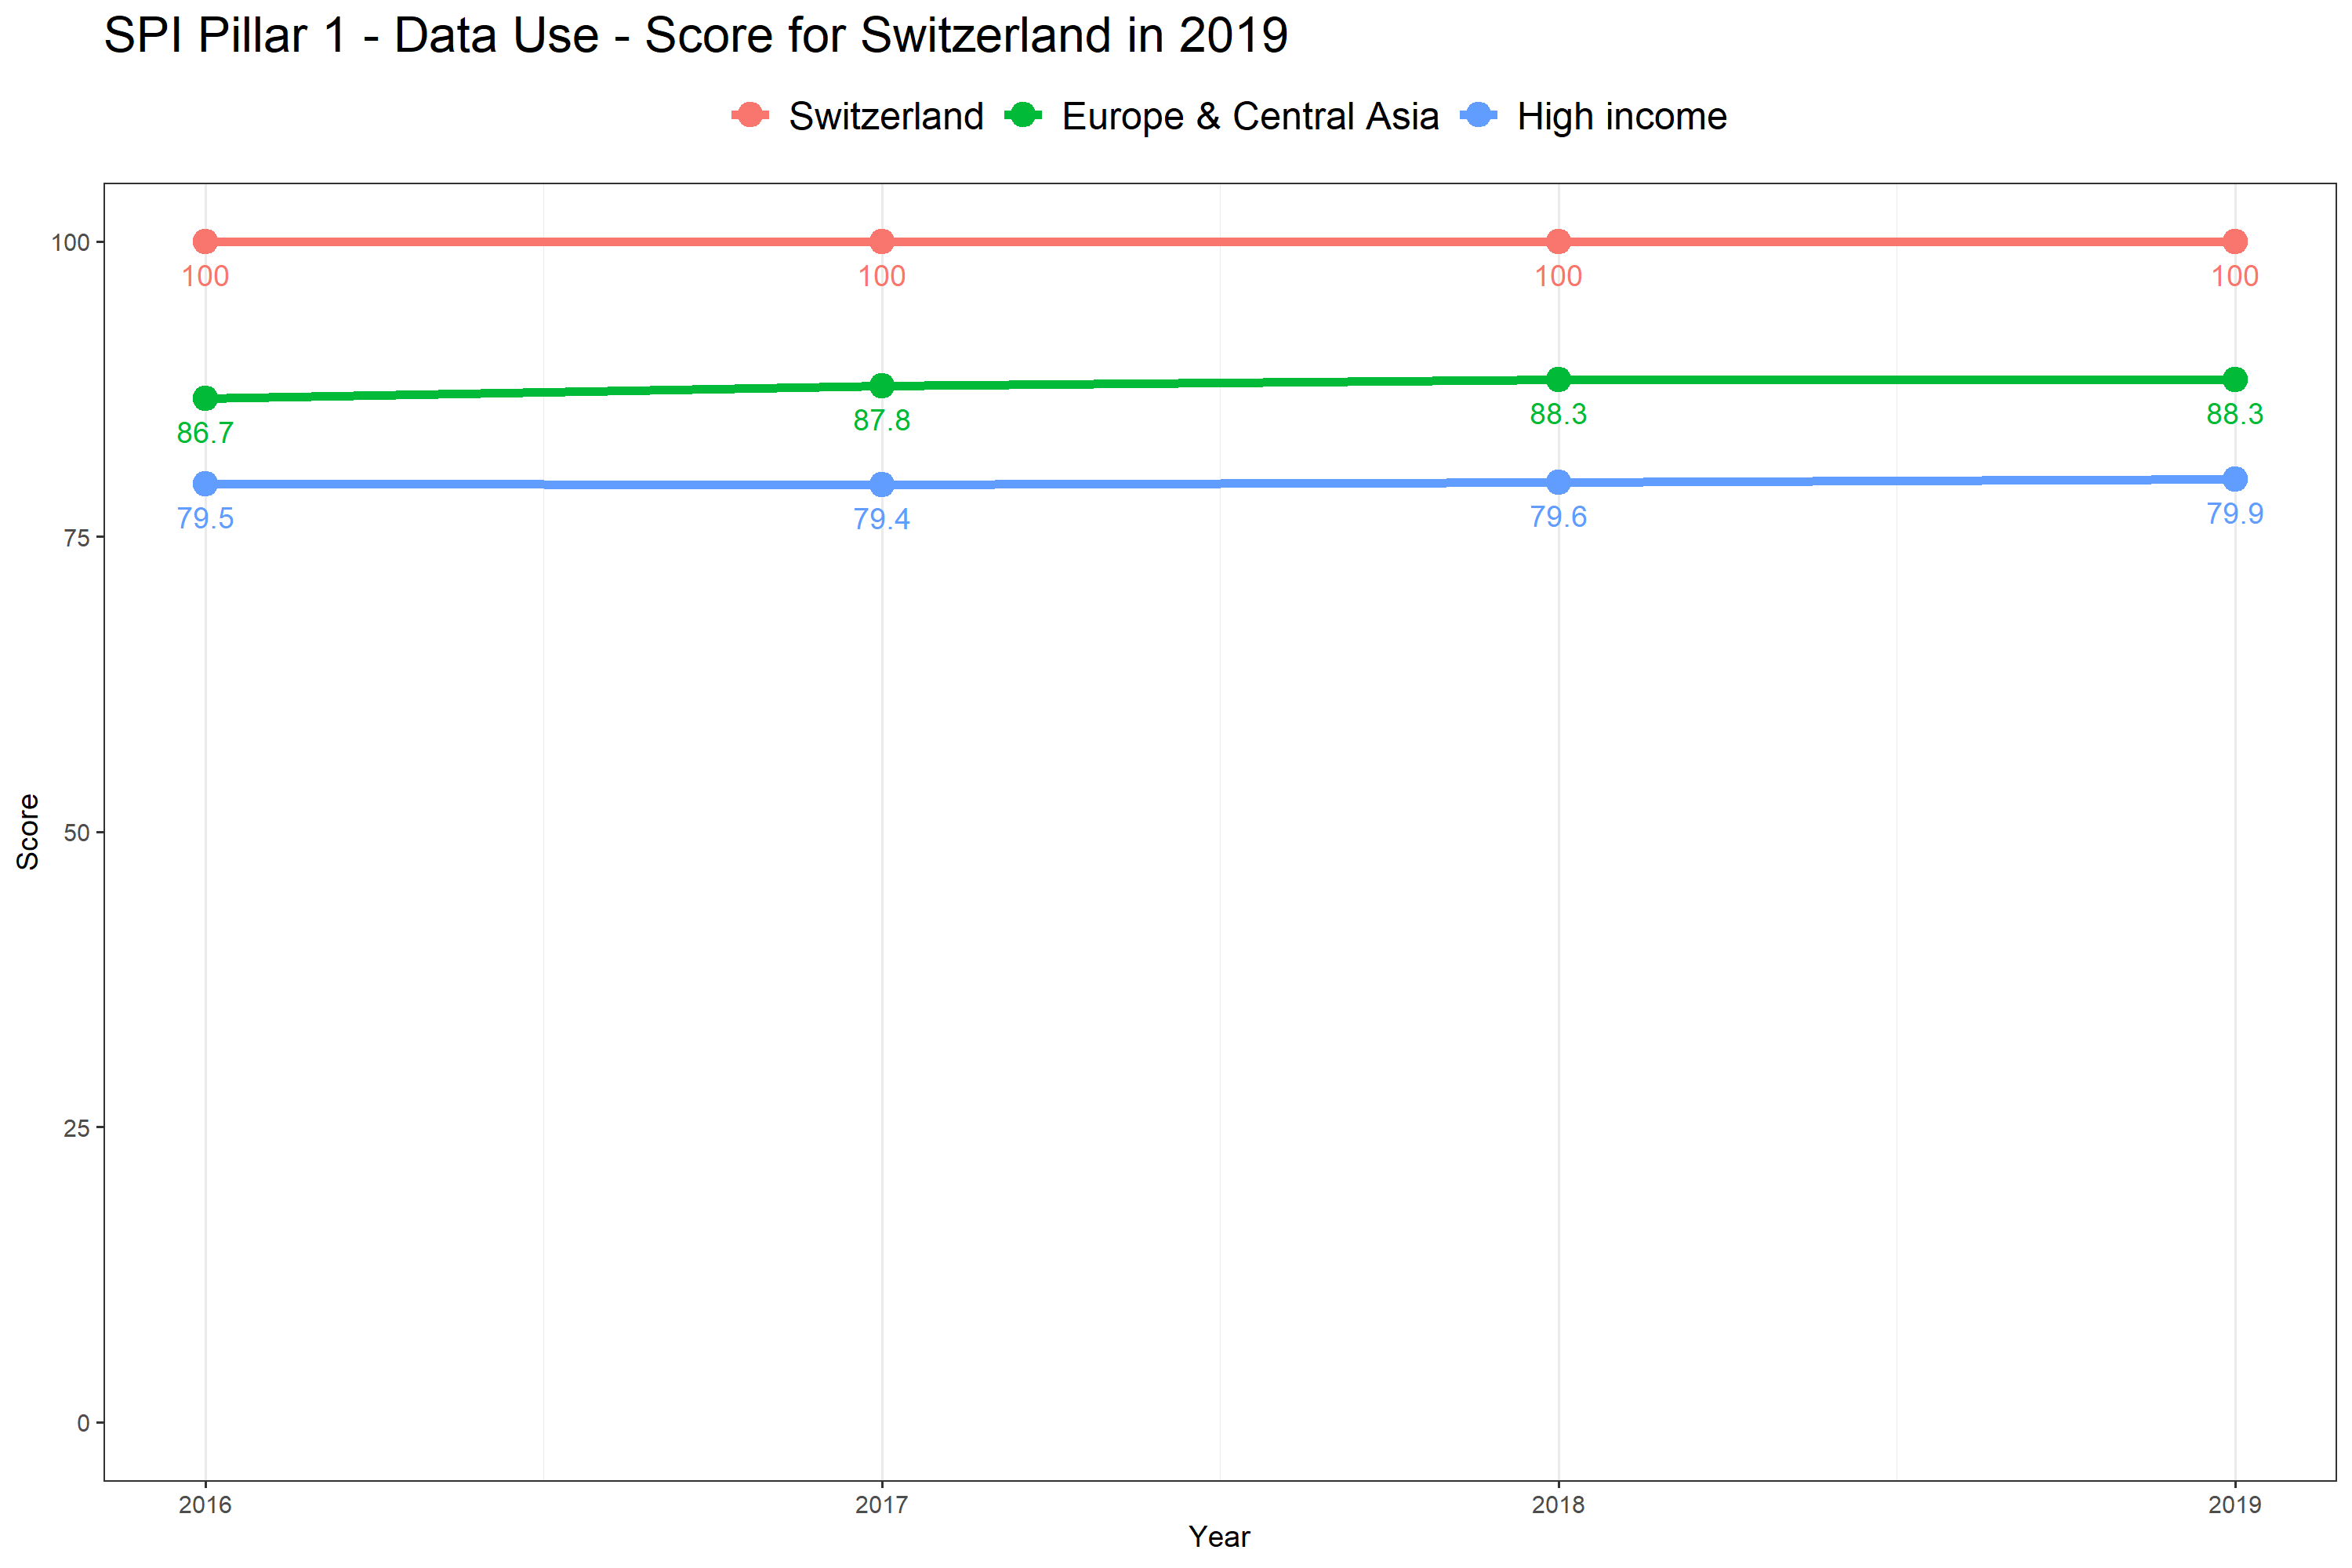 SPI Pillar 1 - Data Use - Score for Switzerland in 2019
Switzerland Europe & Central Asia High income
100
100 100 100 100
86.7 87.8 88.3 88.3
79.5 79.4 79.6 79.9
75
50
Score
25
0
2016 2017 2018 2019
Year